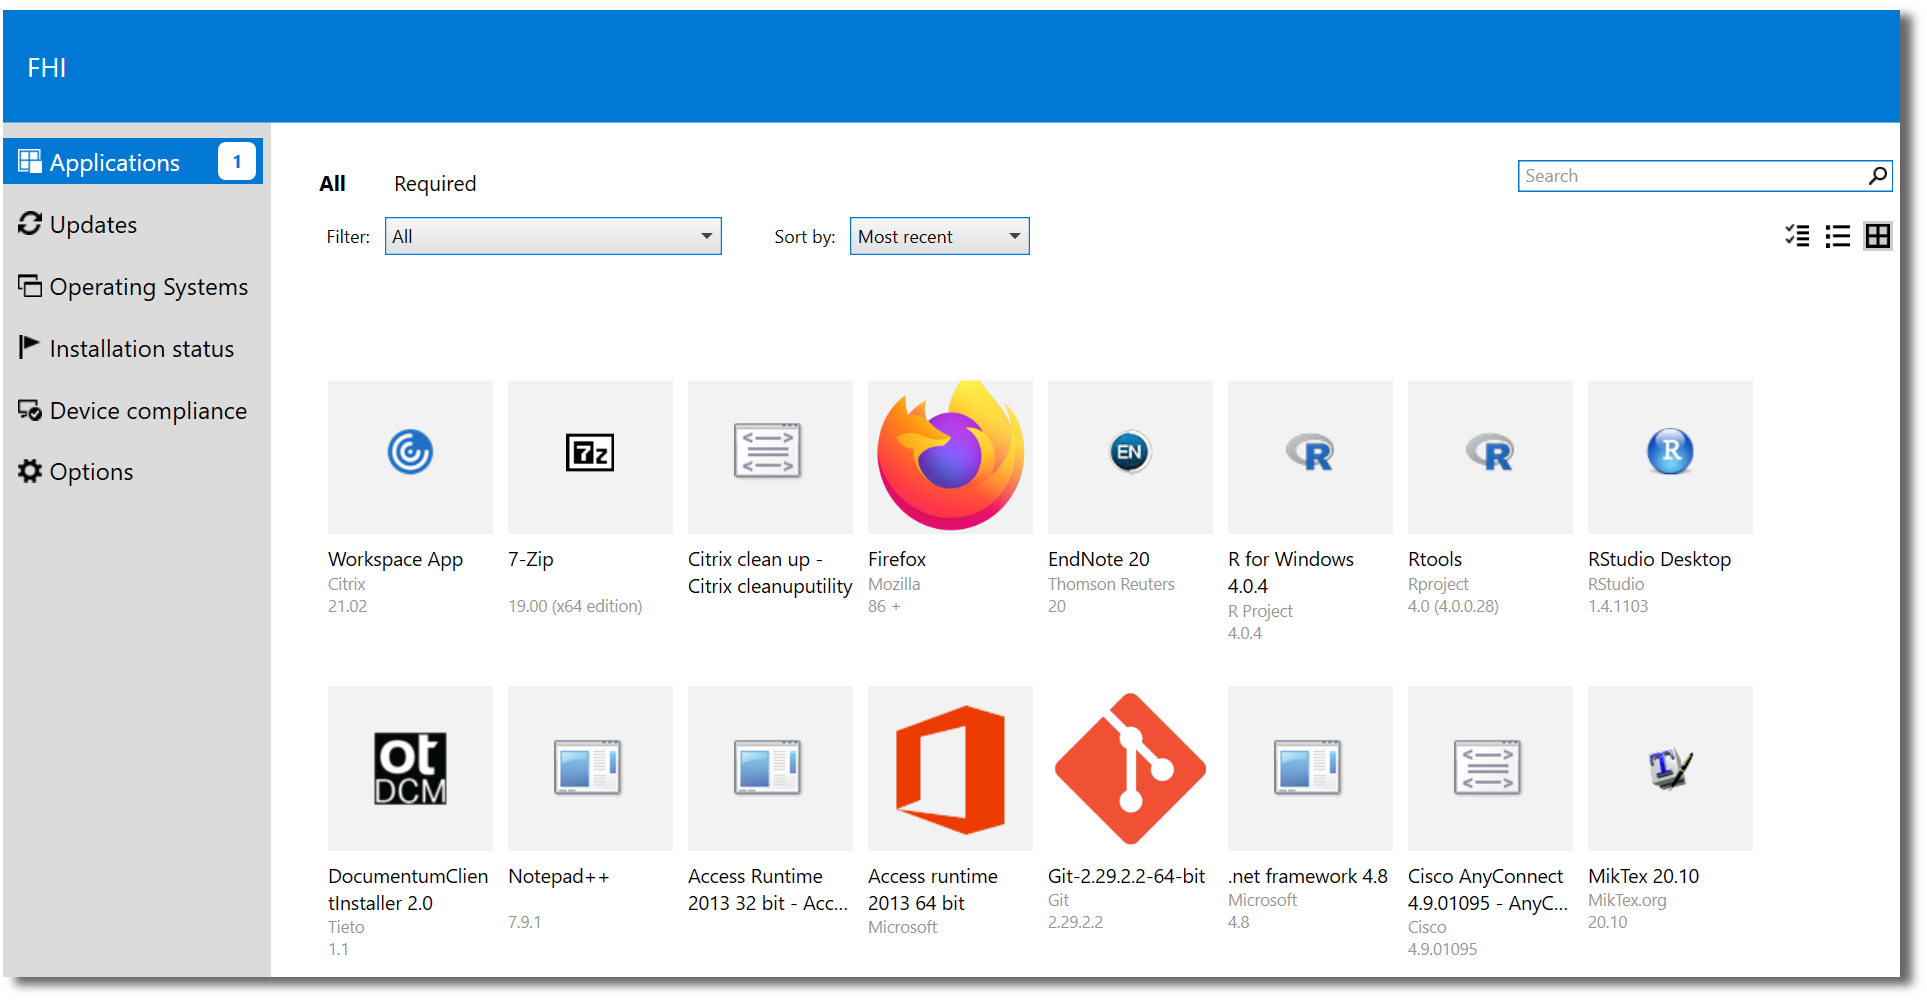 FHI
Applications 1
Updates
Operating Systems
Installation status
Device compliance
Options
All Required
Search
Filter: All Sort by: Most recent
7z
EN
R
R
R
Workspace App
Citrix
21.02
7-Zip
19.00 (x64 edition)
Citrix clean up -
Citrix cleanuputility
Firefox
Mozilla
86 +
EndNote 20
Thomson Reuters
20
R for Windows
4.0.4
R Project
4.0.4
Rtools
Rproject
4.0 (4.0.0.28)
RStudio Desktop
RStudio
1.4.1103
ot
DCM
T
DocumentumClien
tInstaller 2.0
Tieto
1.1
Notepad++
7.9.1
Access Runtime
2013 32 bit - Acc...
Access runtime
2013 64 bit
Microsoft
Git-2.29.2.2-64-bit
Git
2.29.2.2
.net framework 4.8
Microsoft
4.8
Cisco AnyConnect
4.9.01095 - AnyC...
Cisco
4.9.01095
MikTex 20.10
MikTex.org
20.10